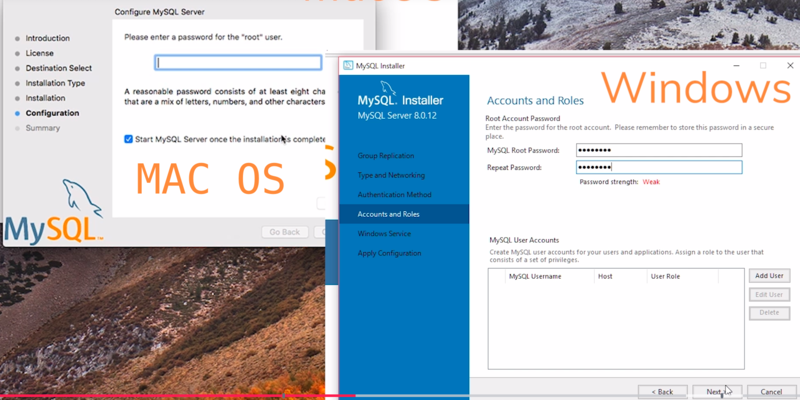 Configure MySQL Server
Introduction
License
Destination Select
Installation Type
Installation
Configuration
Summary
Please enter a password for the "root" user.
A reasonable password consists of at least eight cha
that are a mix of letters, numbers, and other characters
Start MySQL Server once the installation is complete
MAC OS
MySQL
Go Back
MySQL Installer
Windows
MySQL. Installer
MySQL Server 8.0.12
Group Replication
Type and Networking
Authentication Method
Accounts and Roles
Windows Service
Apply Configuration
Accounts and Roles
Root Account Password
Enter the password for the root account. Please remember to store this password in a secure
place.
MySQL Root Password: ●●●●●●●●
Repeat Password: ●●●●●●●●
Password strength: Weak
MySQL User Accounts
Create MySQL user accounts for your users and applications. Assign a role to the user that
consists of a set of privileges.
MySQL Username Host User Role
Add User
Edit User
Delete
< Back
Next
Cancel